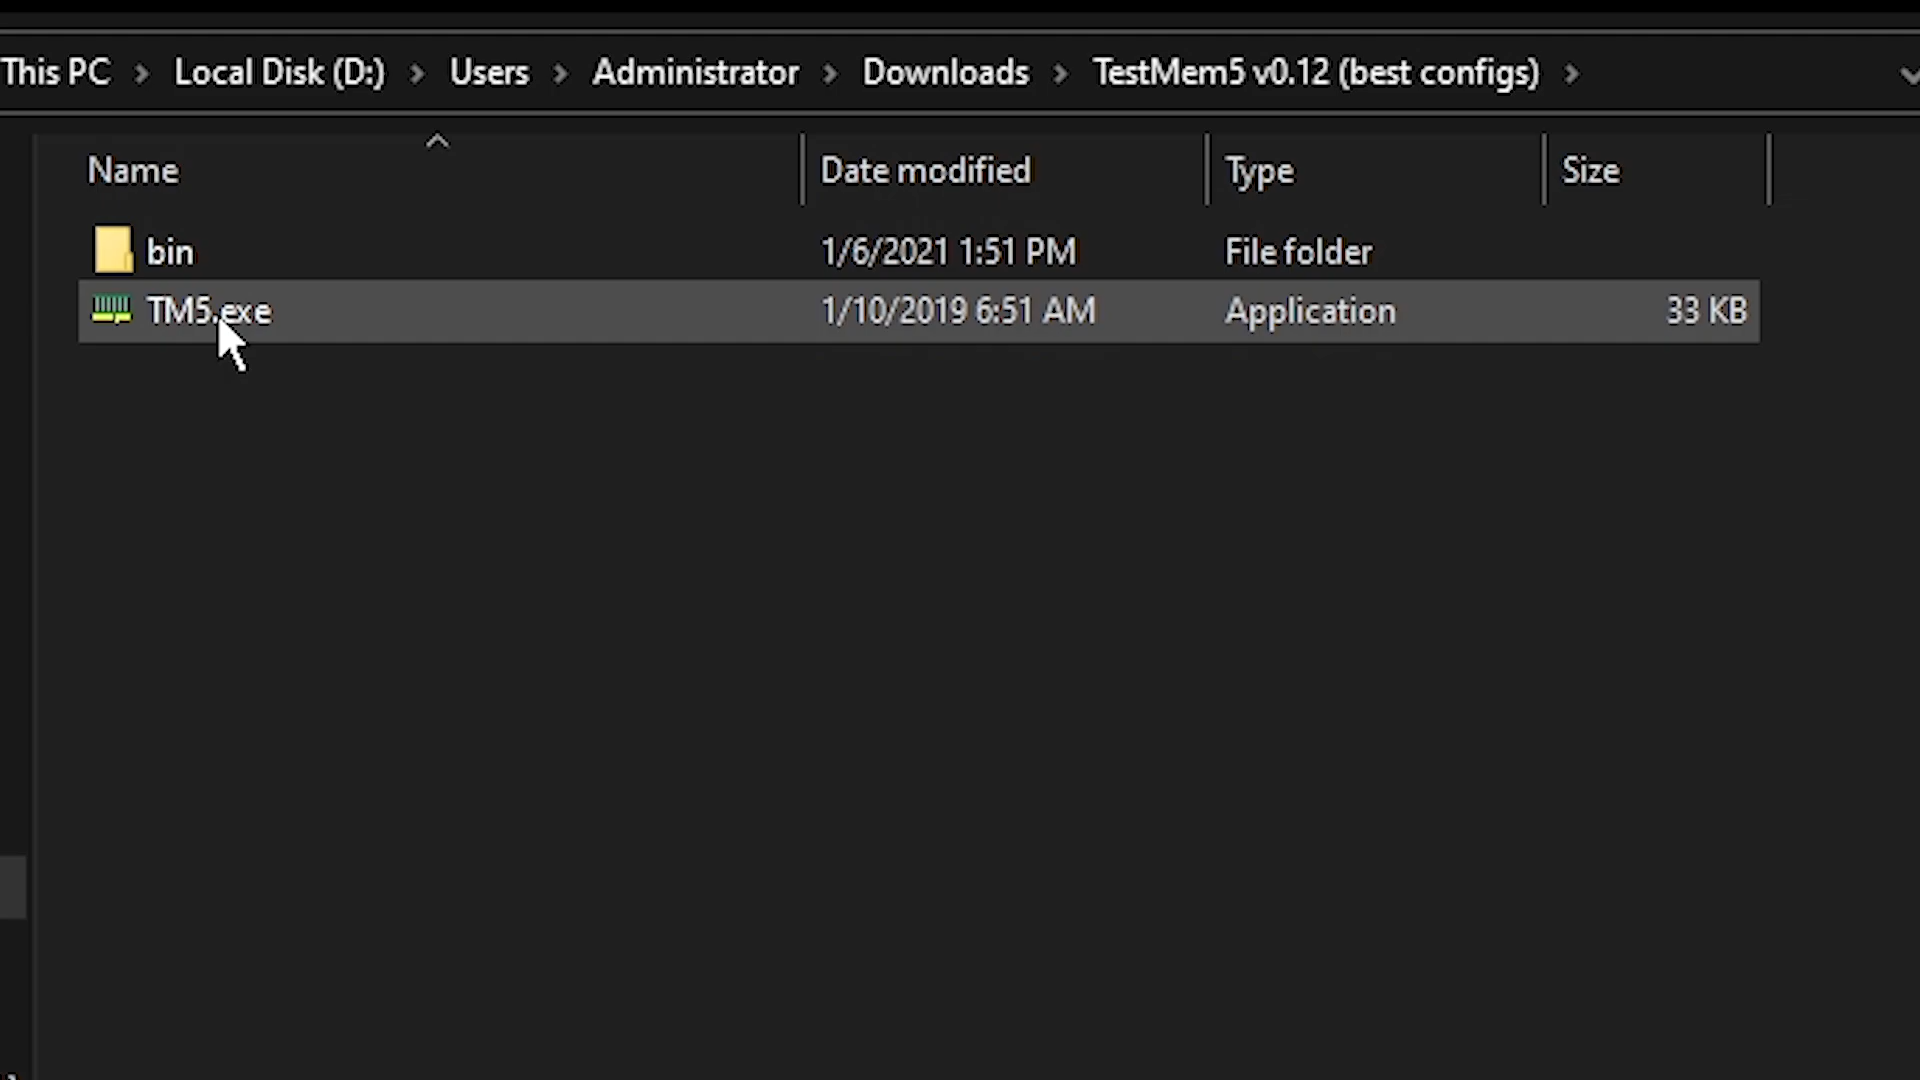 This PC > Local Disk (D:) > Users > Administrator > Downloads > TestMem5 v0.12 (best configs) >
Name Date modified Type Size
bin 1/6/2021 1:51 PM File folder
TM5.exe 1/10/2019 6:51 AM Application 33 KB